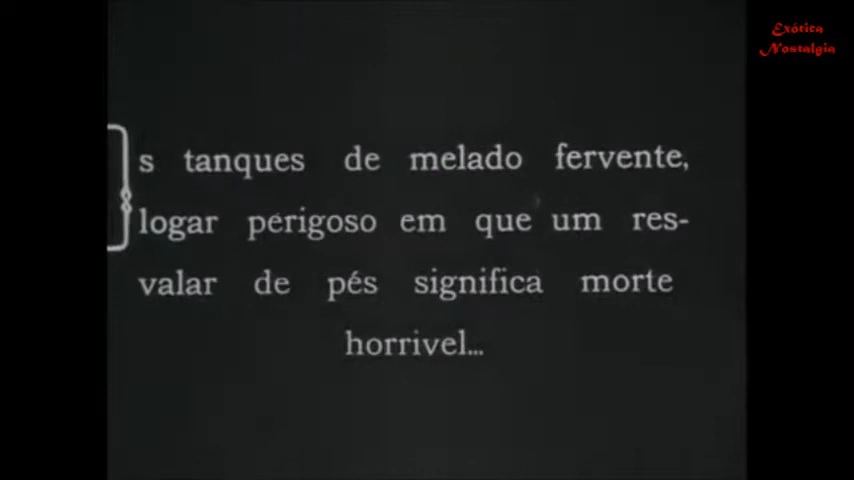 Exótica
Nostalgia
s tanques de melado fervente,
logar perigoso em que um res-
valar de pés significa morte
horrivel...